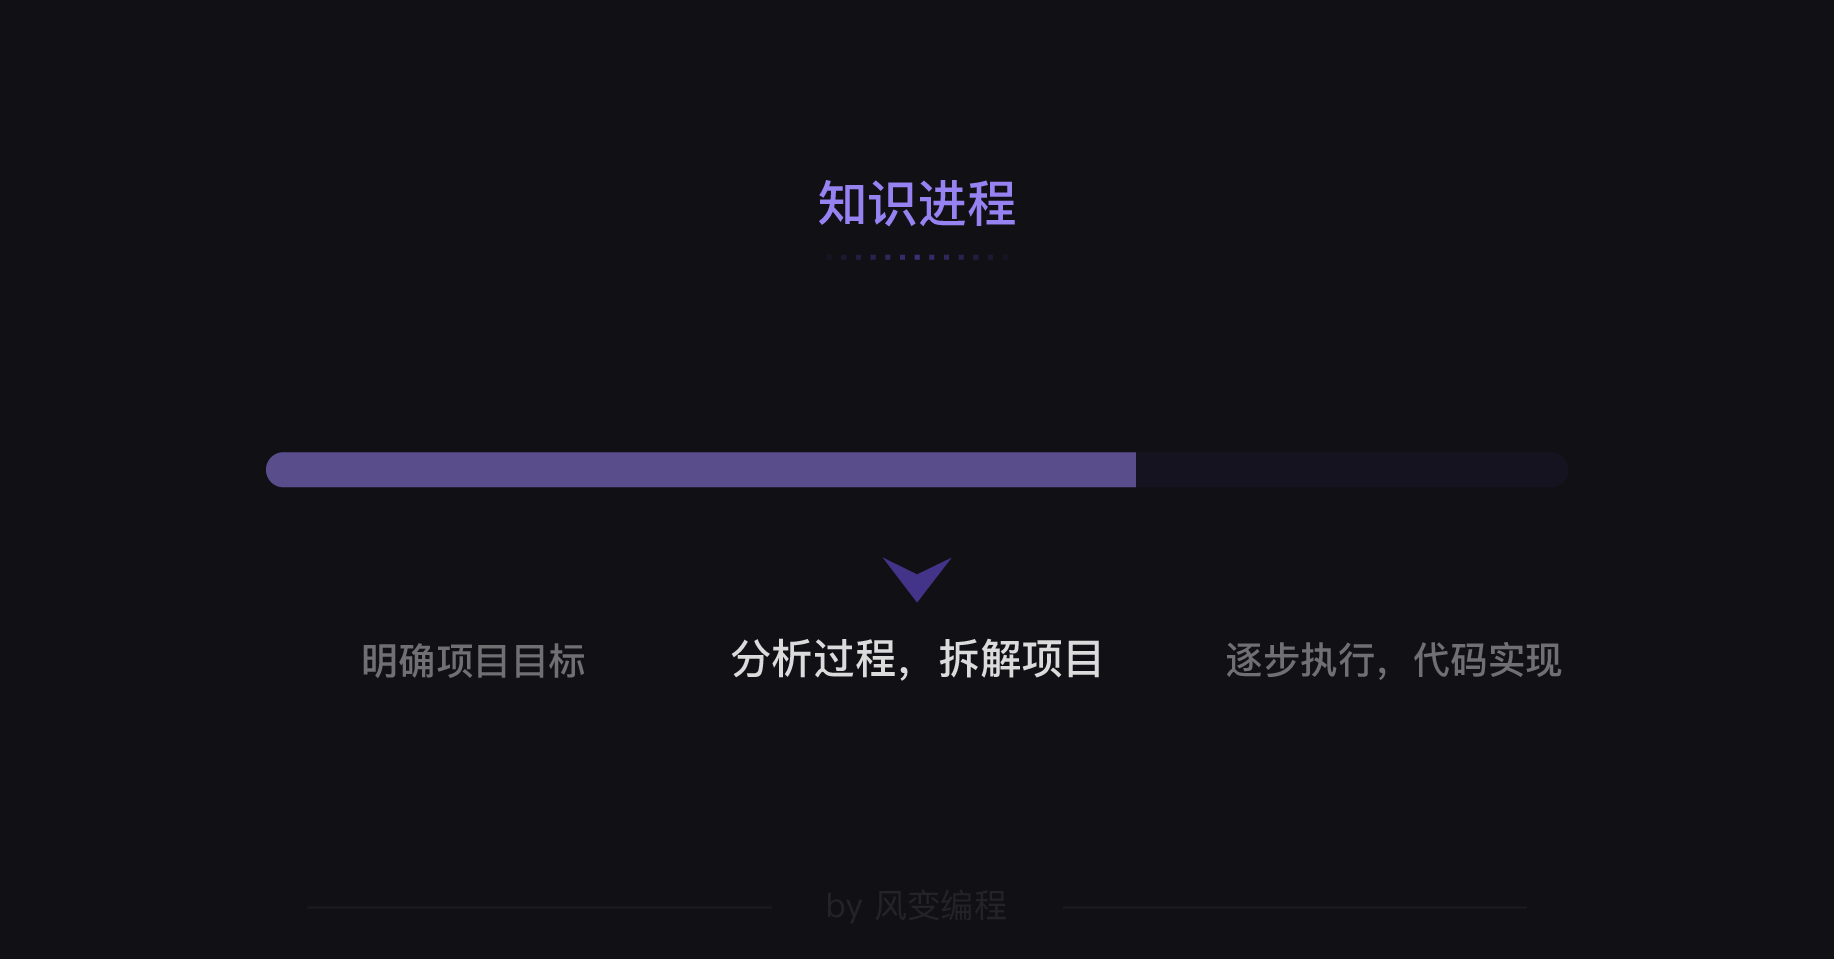 知识进程
明确项目目标
分析过程，拆解项目
逐步执行，代码实现
by 风变编程